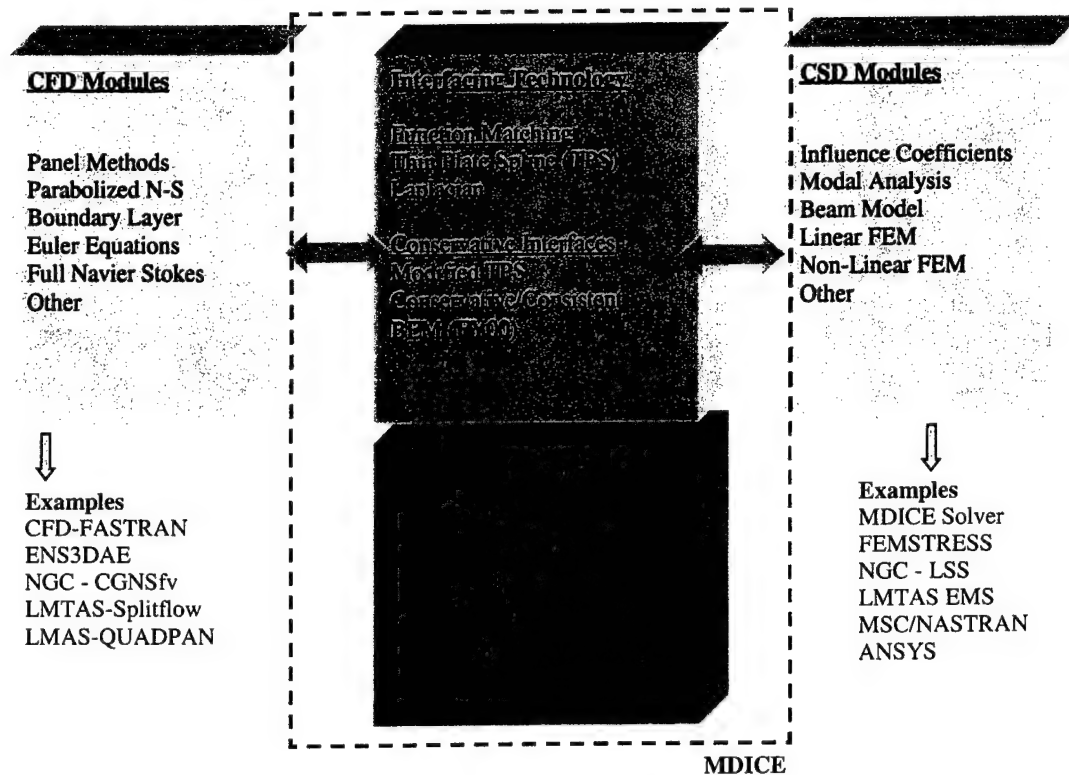 CFD Modules
Panel Methods
Parabolized N-S
Boundary Layer
Euler Equations
Full Navier Stokes
Other
Examples
CFD-FASTRAN
ENS3DAE
NGC - CGNSfv
LMTAS-Splitflow
LMAS-QUADPAN
Interfacing Technology
Function Matching
Thin Plate Spline (TPS)
Conservative Interfaces
Modified TPS
Conservative/Consistent
BEM (FY00)
CSD Modules
Influence Coefficients
Modal Analysis
Beam Model
Linear FEM
Non-Linear FEM
Other
Examples
MDICE Solver
FEMSTRESS
NGC - LSS
LMTAS EMS
MSC/NASTRAN
ANSYS
MDICE